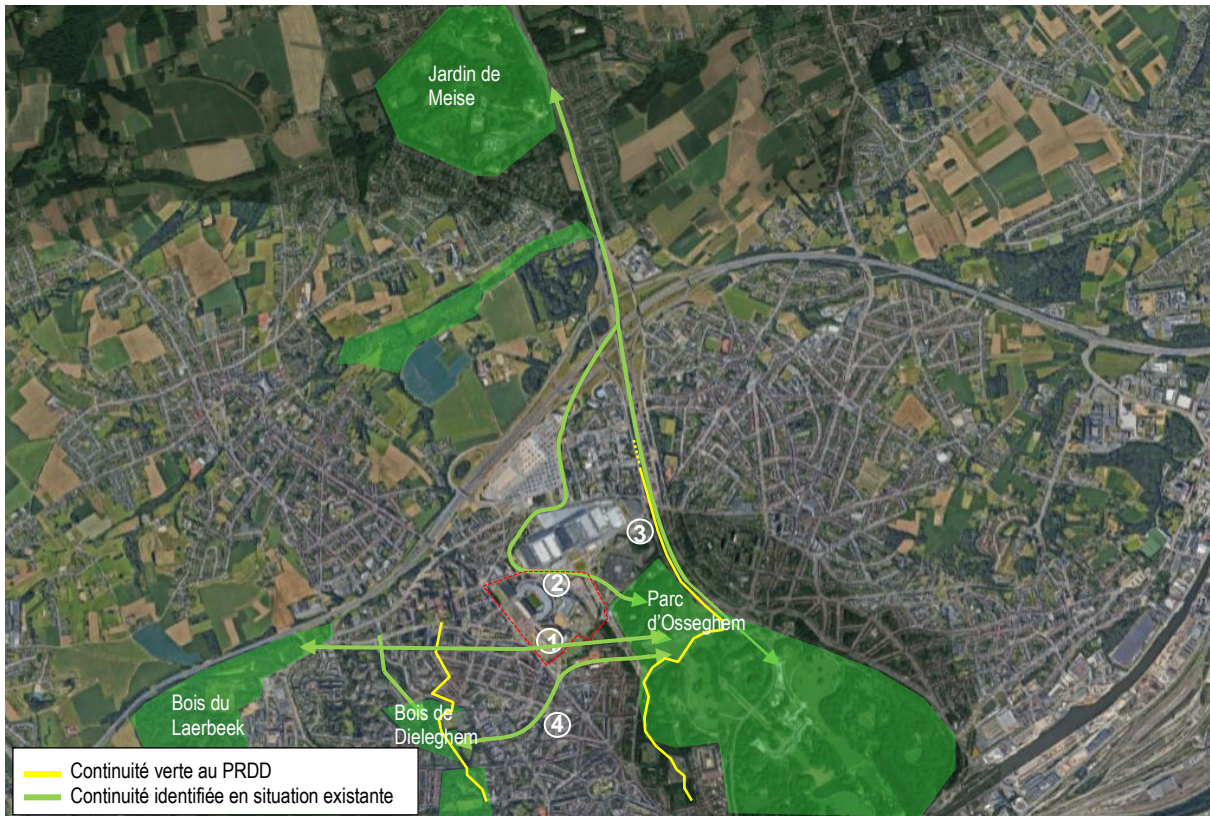 Jardin de
Meise
3
2
Parc
d'Osseghem
1
Bois du
Laerbeek
Bois de
Dieleghem
4
Continuité verte au PRDD
Continuité identifiée en situation existante